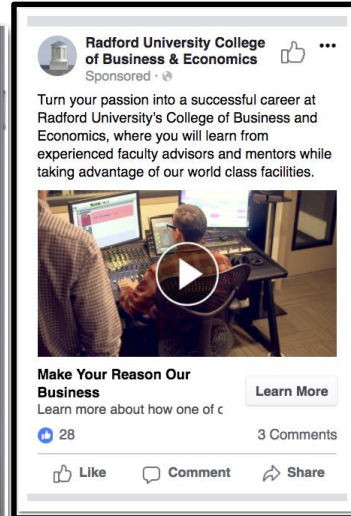 Radford University College
of Business & Economics
Sponsored ·
Turn your passion into a successful career at
Radford University's College of Business and
Economics, where you will learn from
experienced faculty advisors and mentors while
taking advantage of our world class facilities.
Make Your Reason Our
Business
Learn more about how one of
Learn More
28
3 Comments
Like
Comment
Share